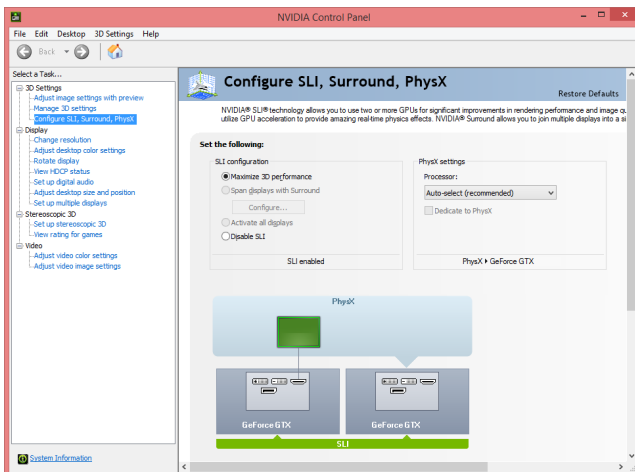 NVIDIA Control Panel
File Edit Desktop 3D Settings Help
Back
Select a Task...
3D Settings
Adjust image settings with preview
Manage 3D settings
Configure SLI, Surround, PhysX
Display
Change resolution
Adjust desktop color settings
Rotate display
View HDCP status
Set up digital audio
Adjust desktop size and position
Set up multiple displays
Stereoscopic 3D
Set up stereoscopic 3D
View rating for games
Video
Adjust video color settings
Adjust video image settings
System Information
Configure SLI, Surround, PhysX
Restore Defaults
NVIDIA® SLI® technology allows you to use two or more GPUs for significant improvements in rendering performance and image qu
utilize GPU acceleration to provide amazing real-time physics effects. NVIDIA® Surround allows you to join multiple displays into a si
Set the following:
SLI configuration
Maximize 3D performance
Span displays with Surround
Configure...
Activate all displays
Disable SLI
SLI enabled
PhysX settings
Processor:
Auto-select (recommended)
Dedicate to PhysX
PhysX GeForce GTX
PhysX
GeForce GTX
GeForce GTX
SLI